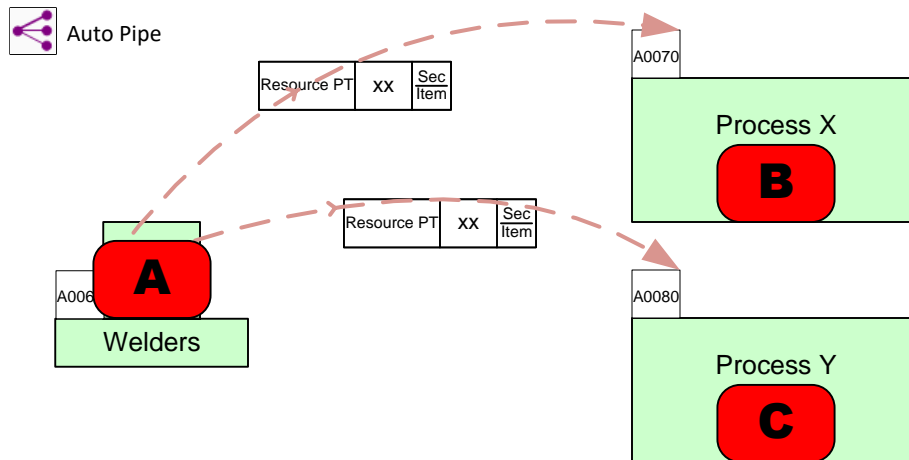 Auto Pipe
A0070
Resource PT
xx
Sec
Item
Process X
B
Resource PT
xx
Sec
Item
A
A006
Welders
A0080
Process Y
C